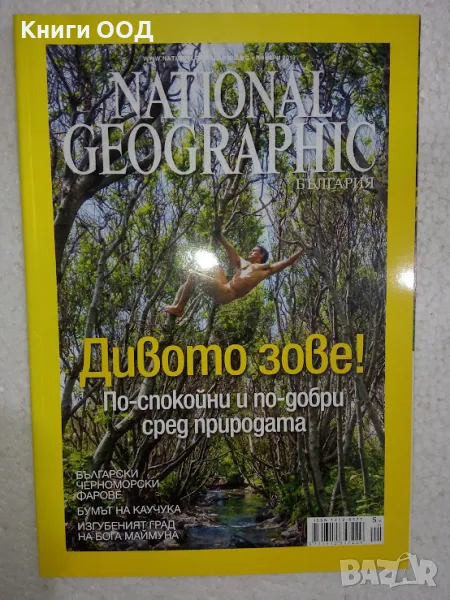 Книги ООД
NATIONAL
GEOGRAPHIC
БЪЛГАРИЯ
Дивото зове!
По-спокойни и по-добри
сред природата
БЪЛГАРСКИ
ЧЕРНОМОРСКИ
ФАРОВЕ
БУМЪТ НА КАУЧУКА
ИЗГУБЕНИЯТ ГРАД
НА БОГА МАЙМУНА
BAZAR